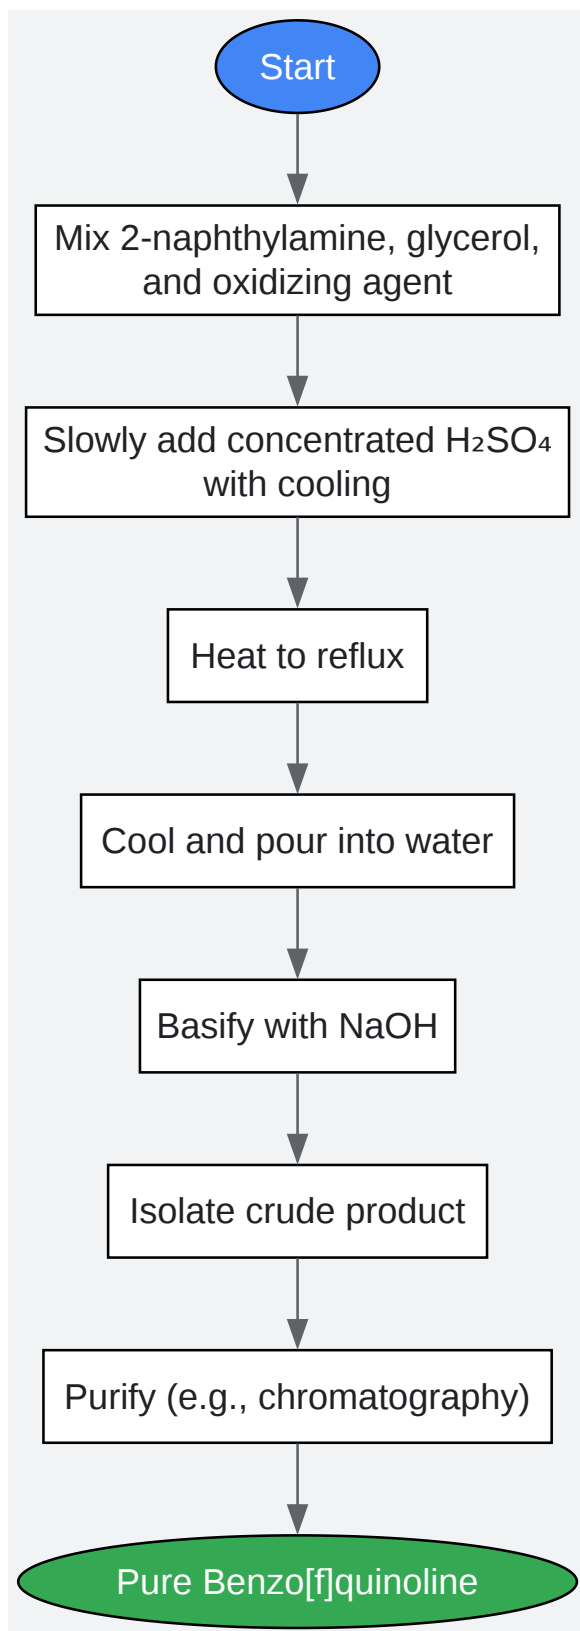 Start
Mix 2-naphthylamine, glycerol,
and oxidizing agent
Slowly add concentrated H₂SO₄
with cooling
Heat to reflux
Cool and pour into water
Basify with NaOH
Isolate crude product
Purify (e.g., chromatography)
Pure Benzo[f]quinoline